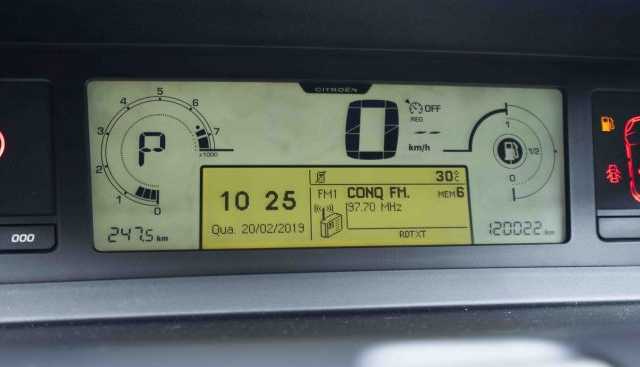 CITROËN
4 5 6 7
3
2
1
0
x1000
P
0
km/h
REG OFF
--
1
1/2
0
10 25
Qua. 20/02/2019
30°C
FM1 CONQ FM. MEM6
97.70 MHz
RDTXT
247.5 km
120022 km
000